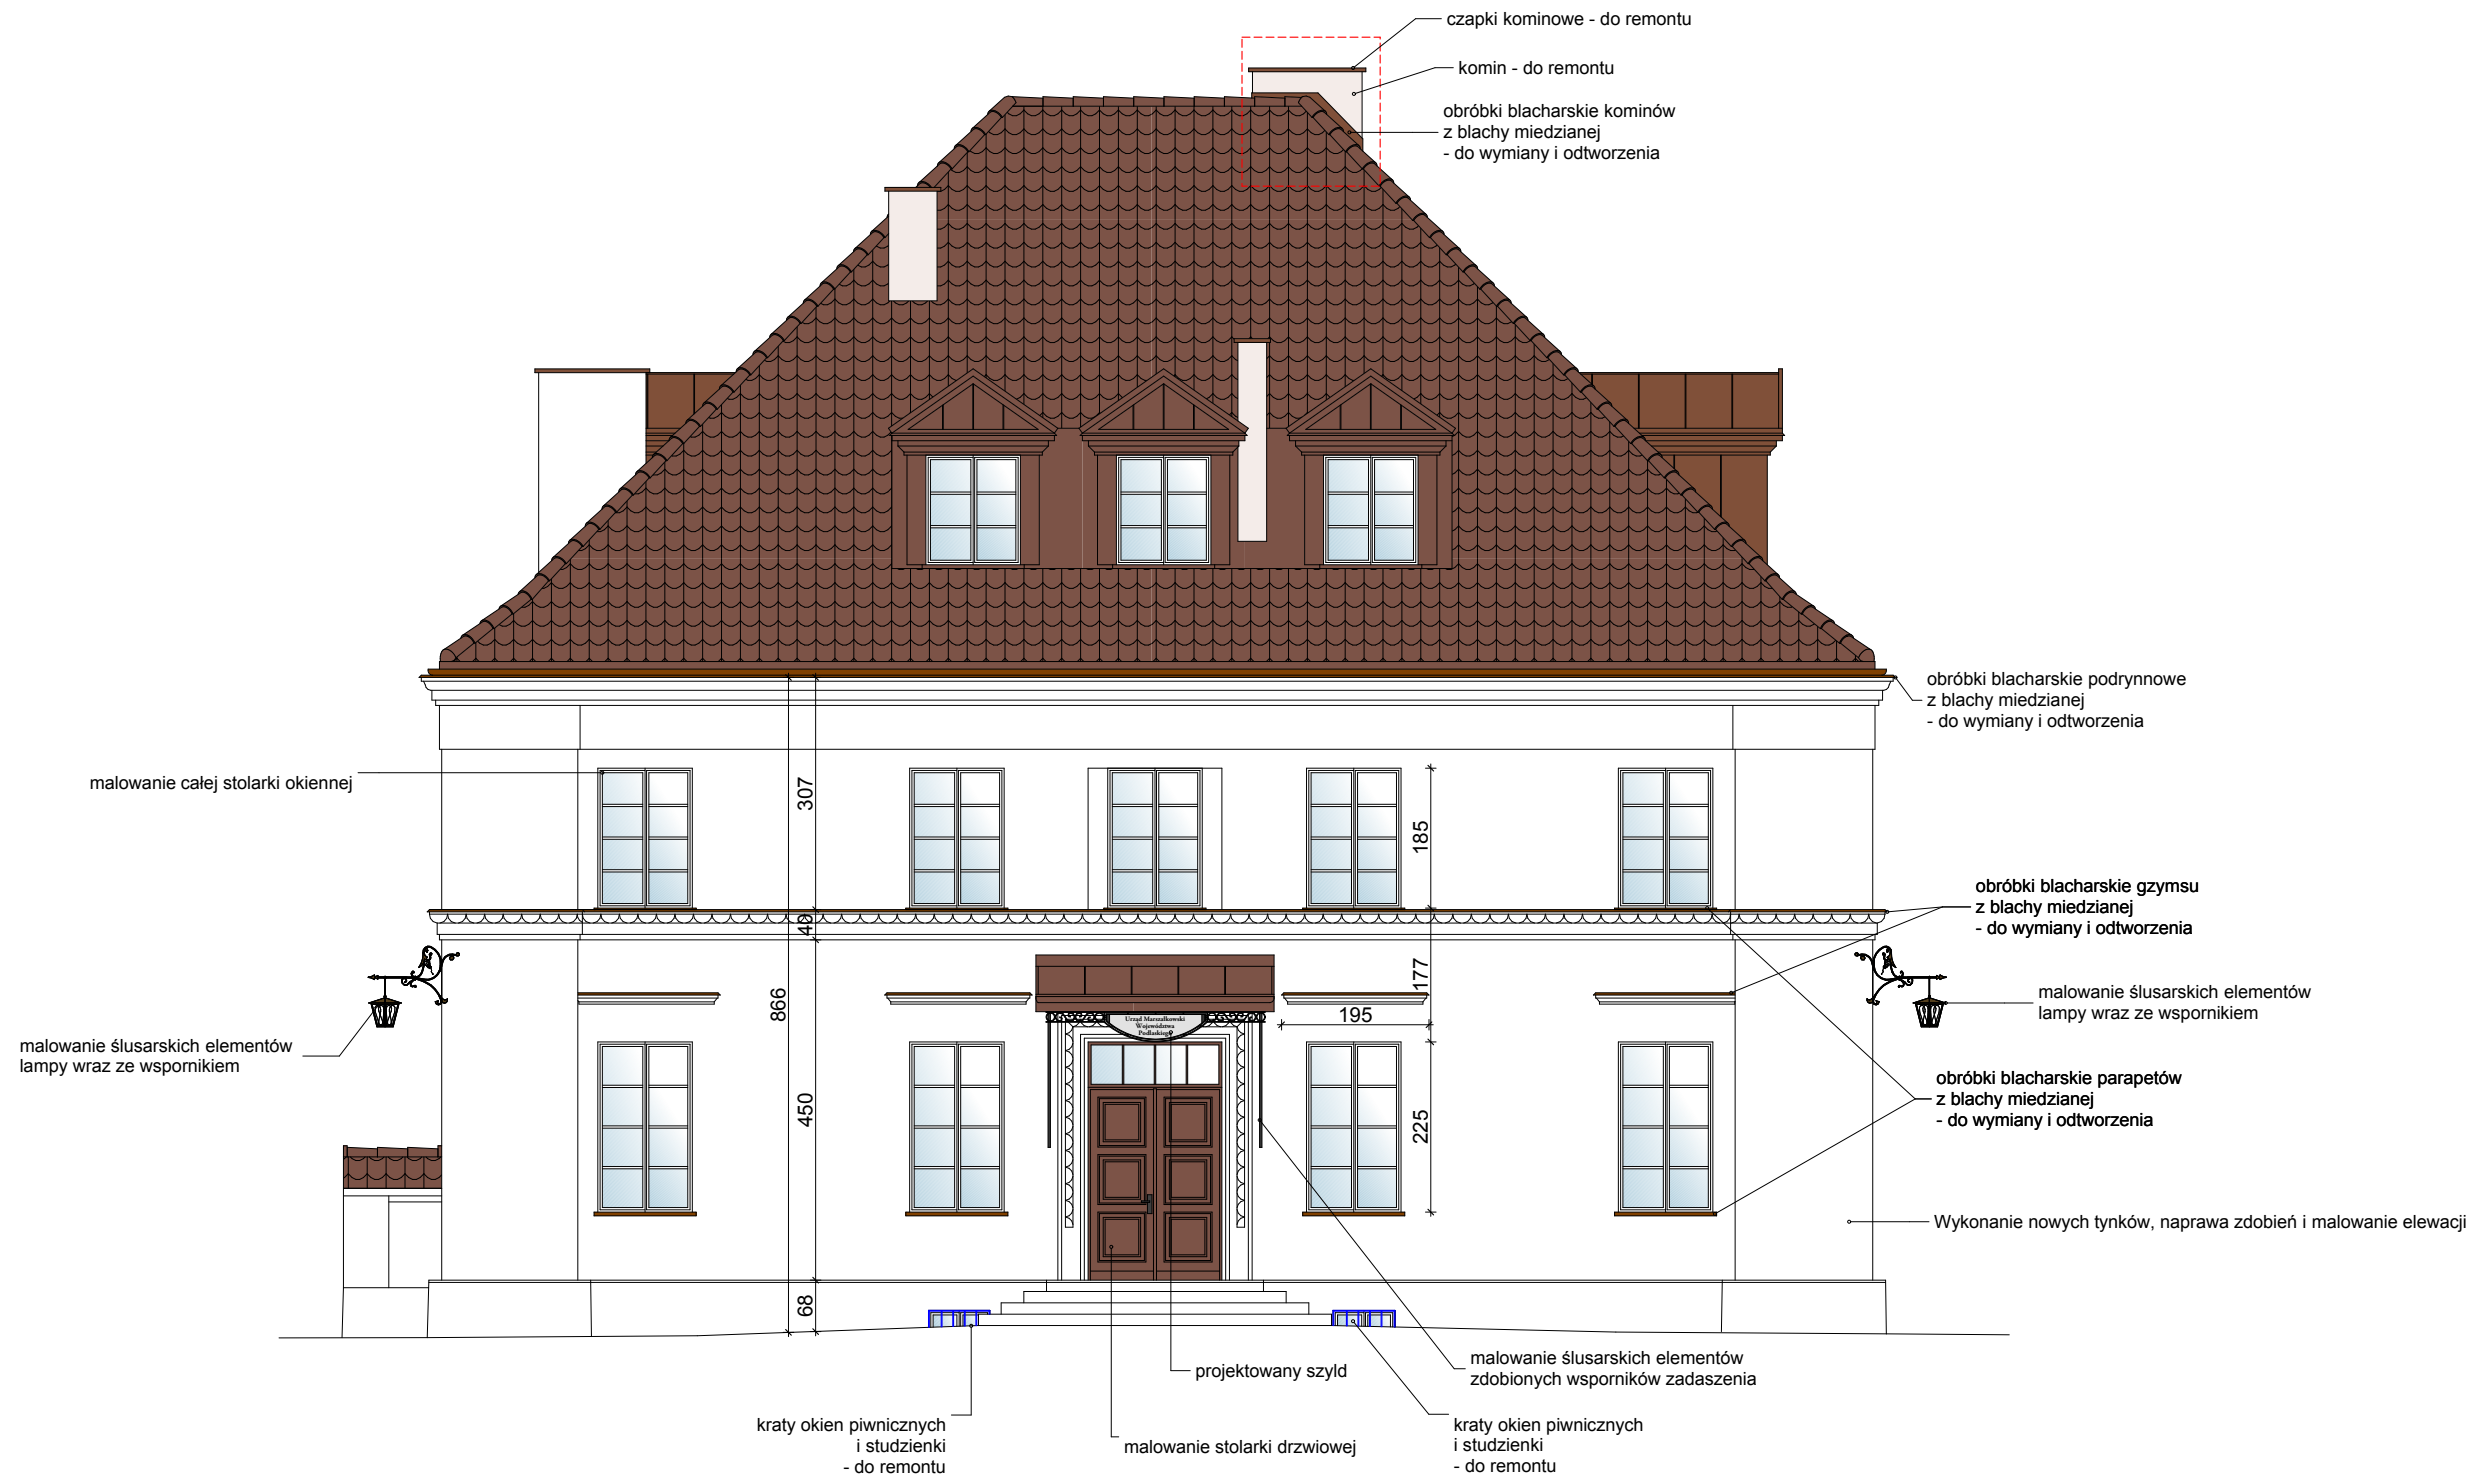 czapki kominowe - do remontu
komin - do remontu
obróbki blacharskie kominów
z blachy miedzianej
- do wymiany i odtworzenia
obróbki blacharskie podrynnowe
z blachy miedzianej
- do wymiany i odtworzenia
malowanie całej stolarki okiennej
307
185
obróbki blacharskie gzymsu
z blachy miedzianej
- do wymiany i odtworzenia
40
866
177
195
malowanie ślusarskich elementów
lampy wraz ze wspornikiem
Urząd Marszałkowski
Województwa
Podlaskiego
malowanie ślusarskich elementów
lampy wraz ze wspornikiem
obróbki blacharskie parapetów
z blachy miedzianej
- do wymiany i odtworzenia
450
225
Wykonanie nowych tynków, naprawa zdobień i malowanie elewacji
68
projektowany szyld
malowanie ślusarskich elementów
zdobionych wsporników zadaszenia
kraty okien piwnicznych
i studzienki
- do remontu
malowanie stolarki drzwiowej
kraty okien piwnicznych
i studzienki
- do remontu